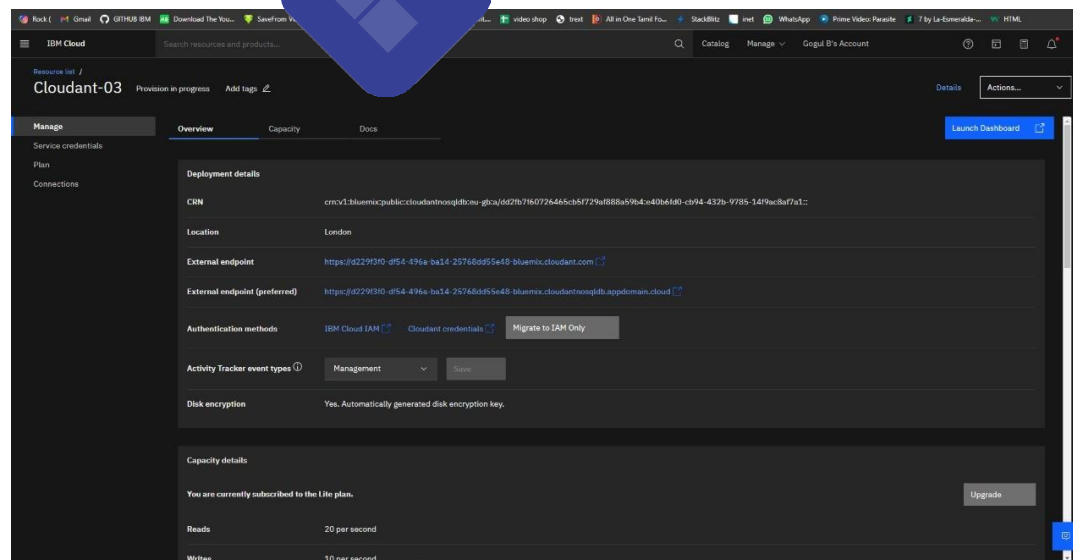 Rock ( Gmail GITHUB IBM Download The You... SaveFrom video shop trext All in One Tamil Fo... StackBlitz inet WhatsApp Prime Video: Parasite 7 by La-Esmeralda-... HTML
IBM Cloud Search resources and products... Catalog Manage Gogul B's Account
Resource list /
Cloudant-03 Provision in progress Add tags Details Actions...
Manage Overview Capacity Docs Launch Dashboard
Service credentials
Plan
Connections
Deployment details
CRN crn:v1:bluemix:public:cloudantnosqldb:eu-gb:a/dd2fb7f60726465cb5f729af888a59b4:e40b6fd0-cb94-432b-9785-14f9ac8af7a1::
Location London
External endpoint https://d229f3f0-df54-496a-ba14-25768dd55e48-bluemix.cloudant.com
External endpoint (preferred) https://d229f3f0-df54-496a-ba14-25768dd55e48-bluemix.cloudantnosqldb.appdomain.cloud
Authentication methods IBM Cloud IAM Cloudant credentials Migrate to IAM Only
Activity Tracker event types Management Save
Disk encryption Yes. Automatically generated disk encryption key.
Capacity details
You are currently subscribed to the Lite plan. Upgrade
Reads 20 per second
Writes 10 per second